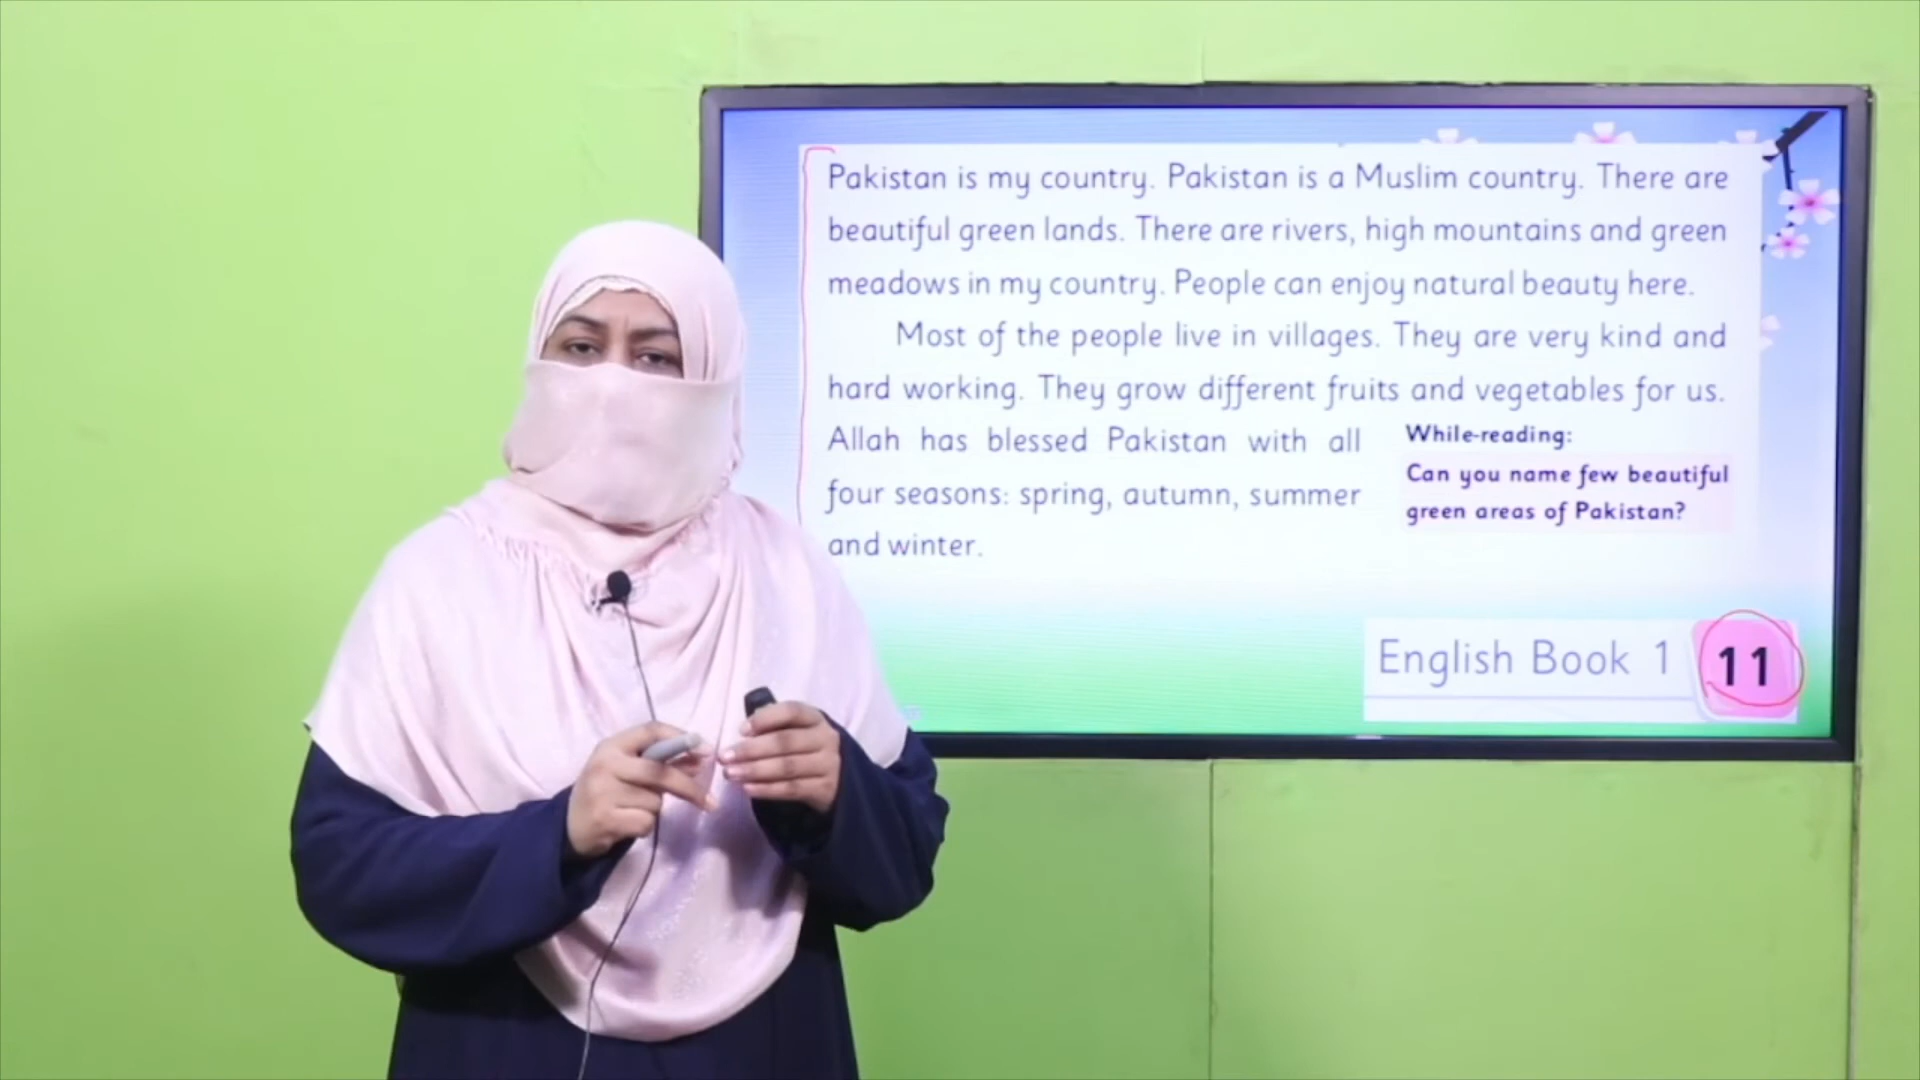 Pakistan is my country. Pakistan is a Muslim country. There are
beautiful green lands. There are rivers, high mountains and green
meadows in my country. People can enjoy natural beauty here.
Most of the people live in villages. They are very kind and
hard working. They grow different fruits and vegetables for us.
Allah has blessed Pakistan with all
four seasons: spring, autumn, summer
and winter.
While-reading:
Can you name few beautiful
green areas of Pakistan?
English Book 1
11